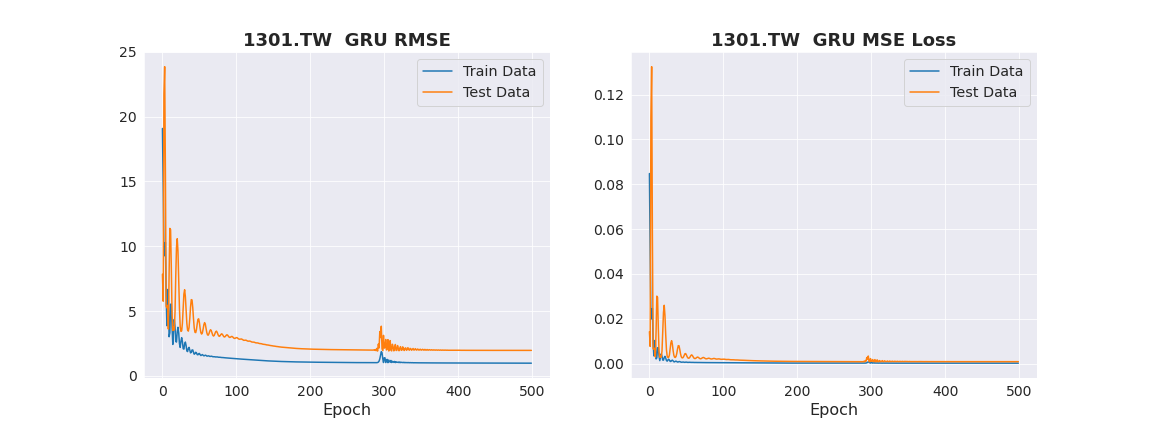 1301.TW  GRU RMSE
25
20
15
10
5
0
0 100 200 300 400 500
Epoch
Train Data
Test Data
1301.TW  GRU MSE Loss
0.12
0.10
0.08
0.06
0.04
0.02
0.00
0 100 200 300 400 500
Epoch
Train Data
Test Data